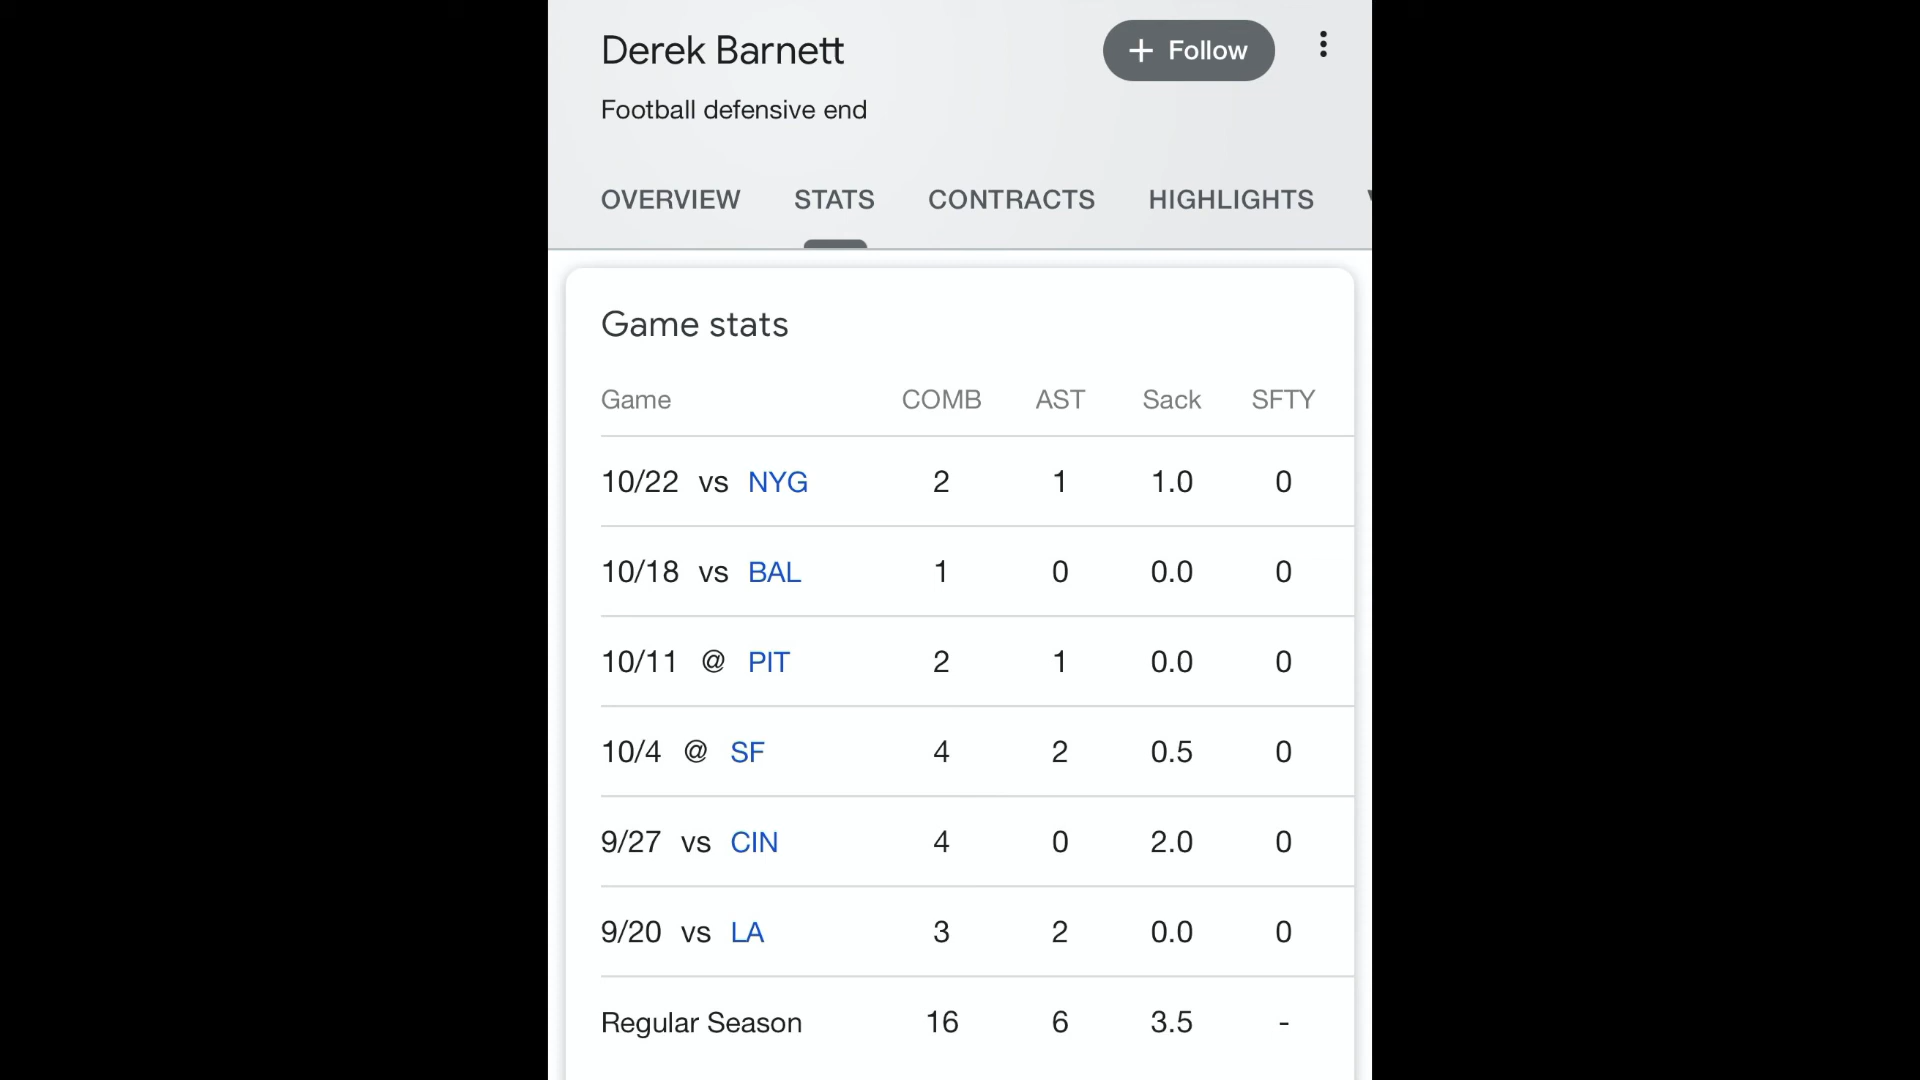 Derek Barnett
+ Follow
Football defensive end
OVERVIEW STATS CONTRACTS HIGHLIGHTS
Game stats
Game COMB AST Sack SFTY
10/22 vs NYG 2 1 1.0 0
10/18 vs BAL 1 0 0.0 0
10/11 @ PIT 2 1 0.0 0
10/4 @ SF 4 2 0.5 0
9/27 vs CIN 4 0 2.0 0
9/20 vs LA 3 2 0.0 0
Regular Season 16 6 3.5 -